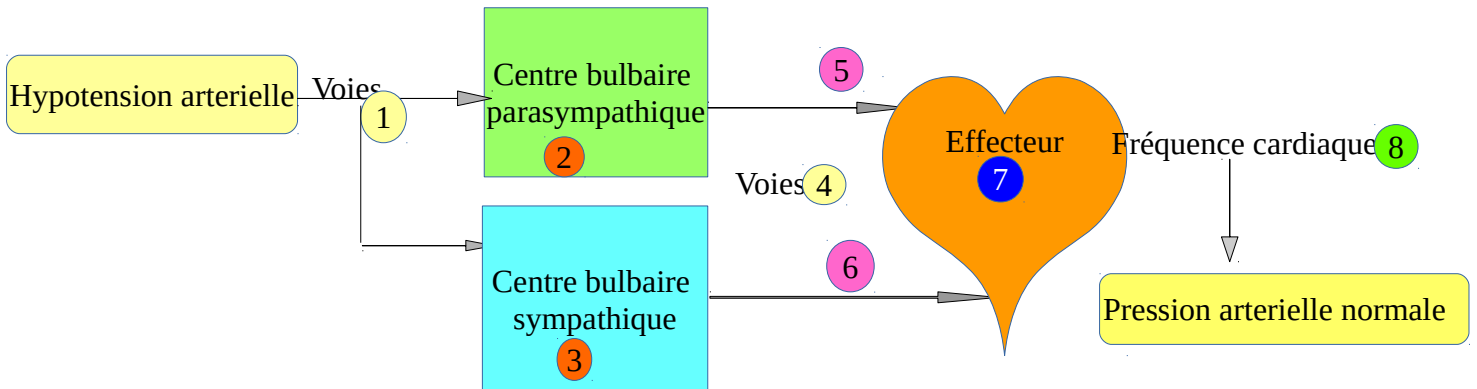 Hypotension arterielle
Voies
1
Centre bulbaire
parasympathique
2
Centre bulbaire
sympathique
3
Voies 4
5
6
Effecteur
7
Fréquence cardiaque 8
Pression arterielle normale